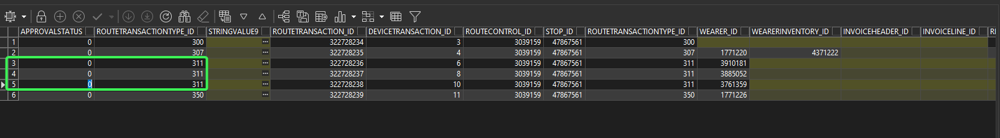 APPROVALSTATUS ROUTETRANSACTIONTYPE_ID STRINGVALUE9 ROUTETRANSACTION_ID DEVICETRANSACTION_ID ROUTECONTROL_ID STOP_ID ROUTETRANSACTIONTYPE_ID WEARER_ID WEARERINVENTORY_ID INVOICEHEADER_ID INVOICELINE_ID
1 0 300 ... 322728234 3 3039159 47867561 300
2 0 307 ... 322728235 4 3039159 47867561 307 1771220 4371222
3 0 311 ... 322728236 6 3039159 47867561 311 3910181
4 0 311 ... 322728237 8 3039159 47867561 311 3885052
5 0 311 ... 322728238 10 3039159 47867561 311 3761359
6 0 350 ... 322728239 11 3039159 47867561 350 1771226